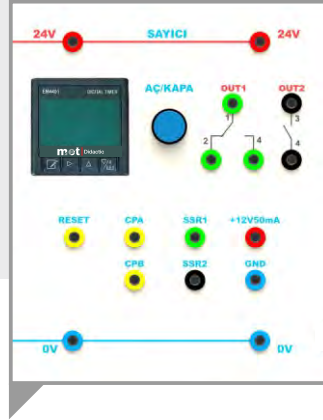 24V SAYICI 24V
DIGITAL TIMER
AÇ/KAPA OUT1 OUT2
1 3
2 4 4
met Didactic
RESET CPA SSR1 +12V50mA
CPB SSR2 GND
0V 0V